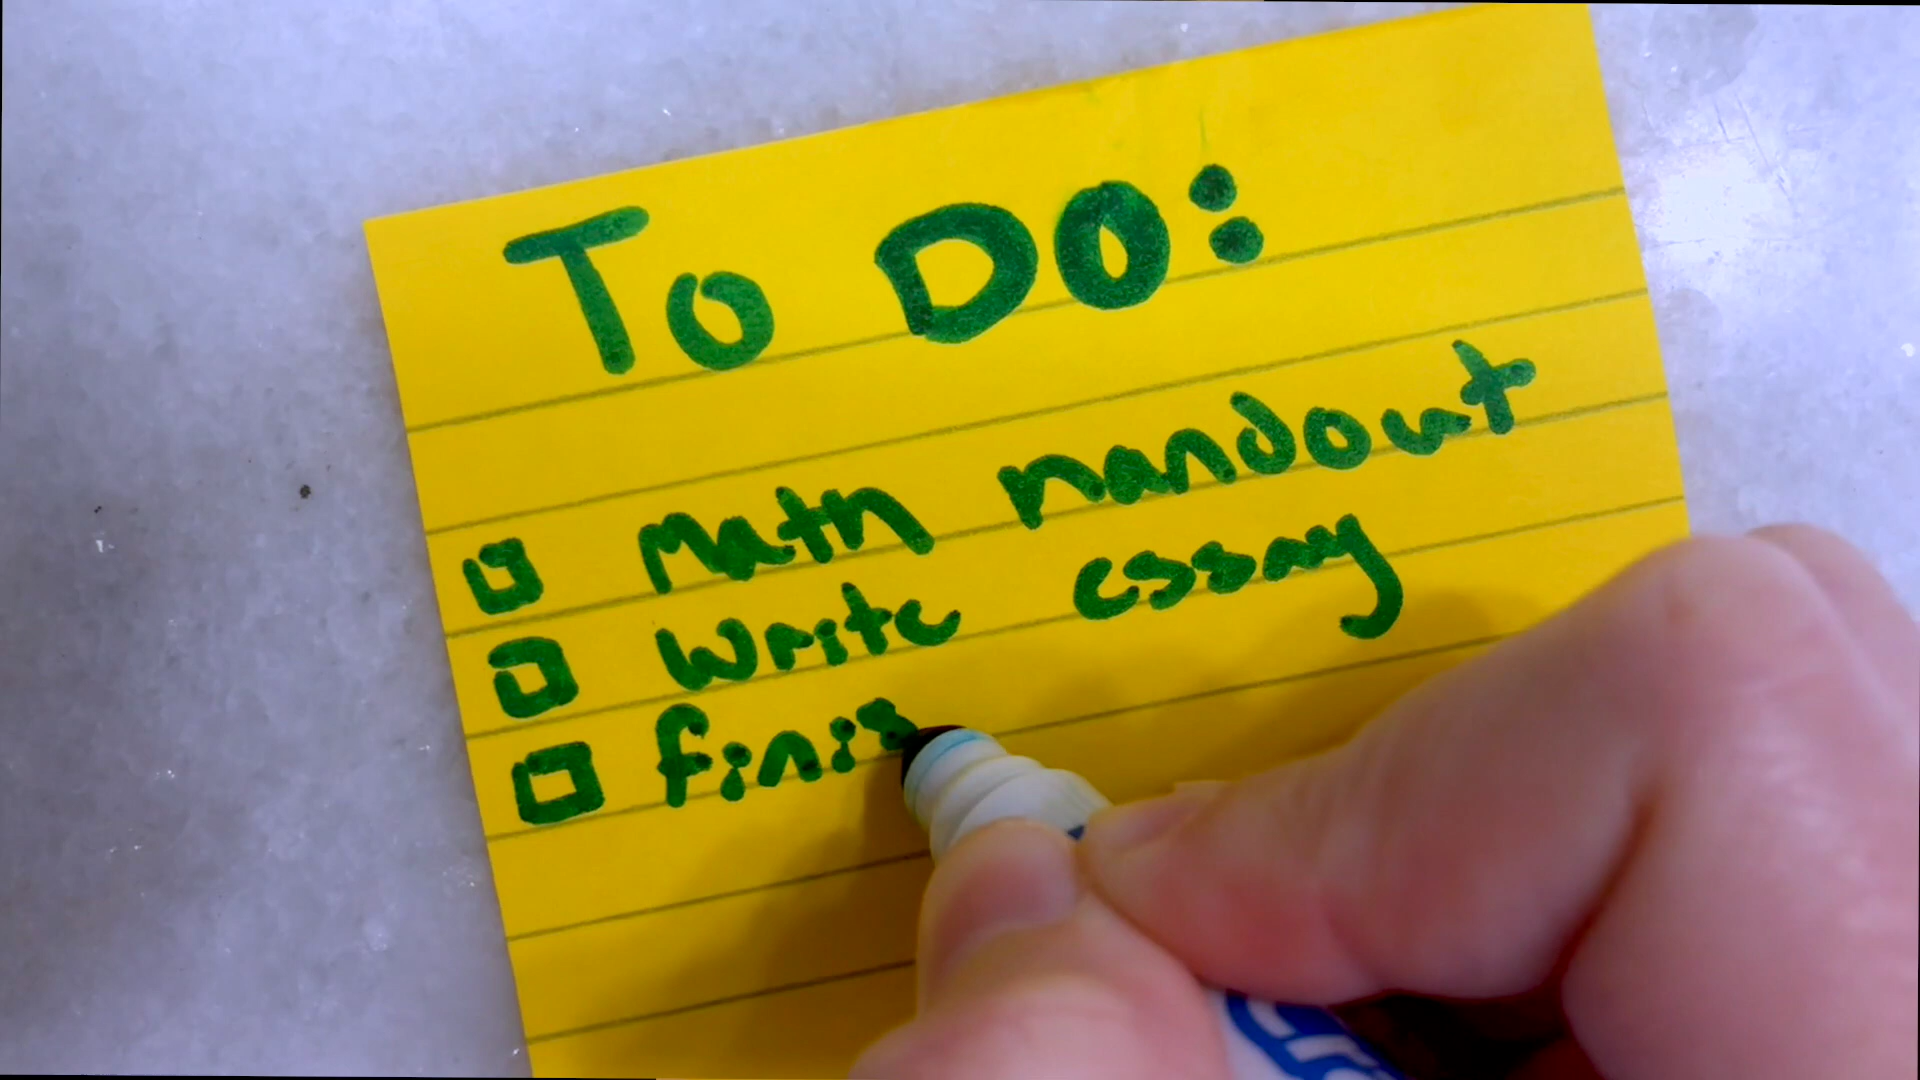 To DO:
Math handout
write essay
finis